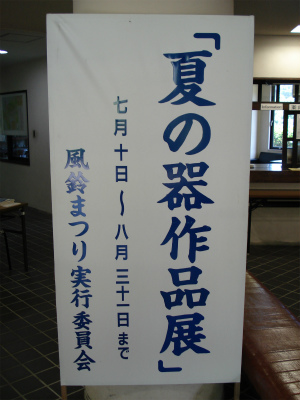 「夏の器作品展」
七月十日～八月三十一日まで
風鈴まつり実行委員会